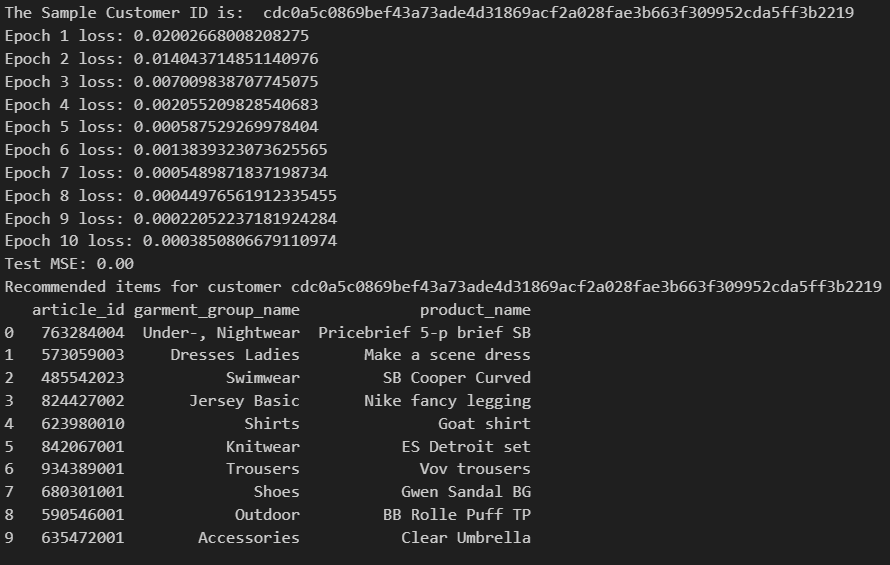 The Sample Customer ID is:  cdc0a5c0869bef43a73ade4d31869acf2a028fae3b663f309952cda5ff3b2219
Epoch 1 loss: 0.02002668008208275
Epoch 2 loss: 0.014043714851140976
Epoch 3 loss: 0.007009838707745075
Epoch 4 loss: 0.002055209828540683
Epoch 5 loss: 0.000587529269978404
Epoch 6 loss: 0.0013839323073625565
Epoch 7 loss: 0.0005489871837198734
Epoch 8 loss: 0.00044976561912335455
Epoch 9 loss: 0.00022052237181924284
Epoch 10 loss: 0.0003850806679110974
Test MSE: 0.00
Recommended items for customer cdc0a5c0869bef43a73ade4d31869acf2a028fae3b663f309952cda5ff3b2219
   article_id garment_group_name             product_name
0   763284004  Under-, Nightwear  Pricebrief 5-p brief SB
1   573059003     Dresses Ladies       Make a scene dress
2   485542023           Swimwear         SB Cooper Curved
3   824427002       Jersey Basic       Nike fancy legging
4   623980010             Shirts               Goat shirt
5   842067001           Knitwear           ES Detroit set
6   934389001           Trousers             Vov trousers
7   680301001              Shoes           Gwen Sandal BG
8   590546001            Outdoor         BB Rolle Puff TP
9   635472001        Accessories           Clear Umbrella